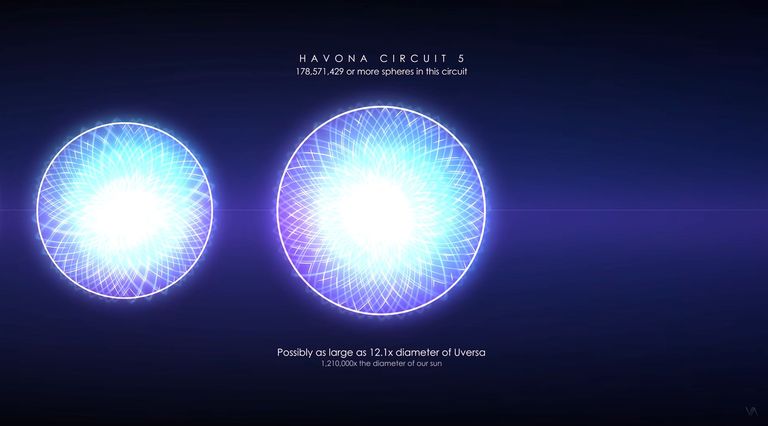 HAVONA CIRCUIT 5
178,571,429 or more spheres in this circuit
Possibly as large as 12.1x diameter of Uversa
1,210,000x the diameter of our sun